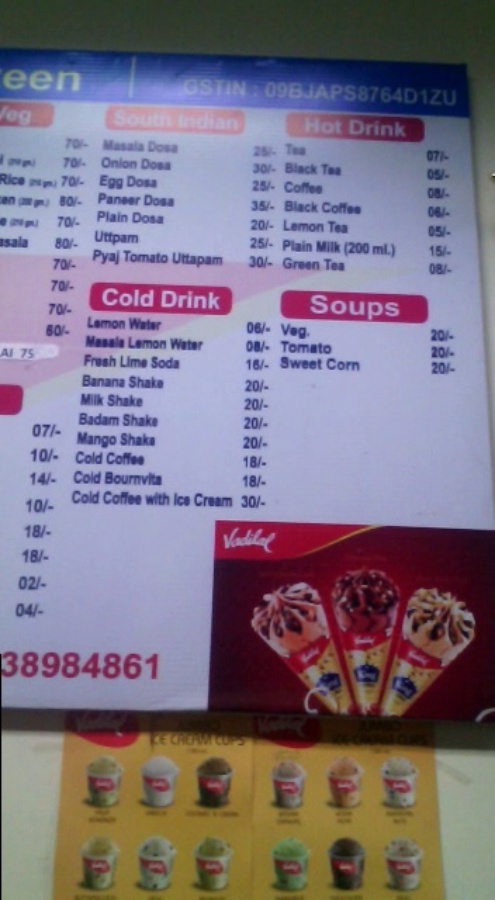 teen
GSTIN : 09BJAPS8764D1ZU
Veg
70/-
70/-
Rice 70/-
80/-
70/-
asala 80/-
70/-
70/-
70/-
60/-
AI 75
07/-
10/-
14/-
10/-
18/-
18/-
02/-
04/-
38984861
South Indian
Masala Dosa 25/-
Onion Dosa 30/-
Egg Dosa 25/-
Paneer Dosa 35/-
Plain Dosa 20/-
Uttpam 25/-
Pyaj Tomato Uttapam 30/-
Cold Drink
Lemon Water 06/-
Masala Lemon Water 08/-
Fresh Lime Soda 16/-
Banana Shake 20/-
Milk Shake 20/-
Badam Shake 20/-
Mango Shake 20/-
Cold Coffee 18/-
Cold Bournvita 18/-
Cold Coffee with Ice Cream 30/-
Hot Drink
Tea 07/-
Black Tea 05/-
Coffee 08/-
Black Coffee 06/-
Lemon Tea 05/-
Plain Milk (200 ml.) 15/-
Green Tea 08/-
Soups
Veg. 20/-
Tomato 20/-
Sweet Corn 20/-
Vadilal
Vadilal
ICE CREAM CUPS
Vadilal
ICE CREAM CUPS